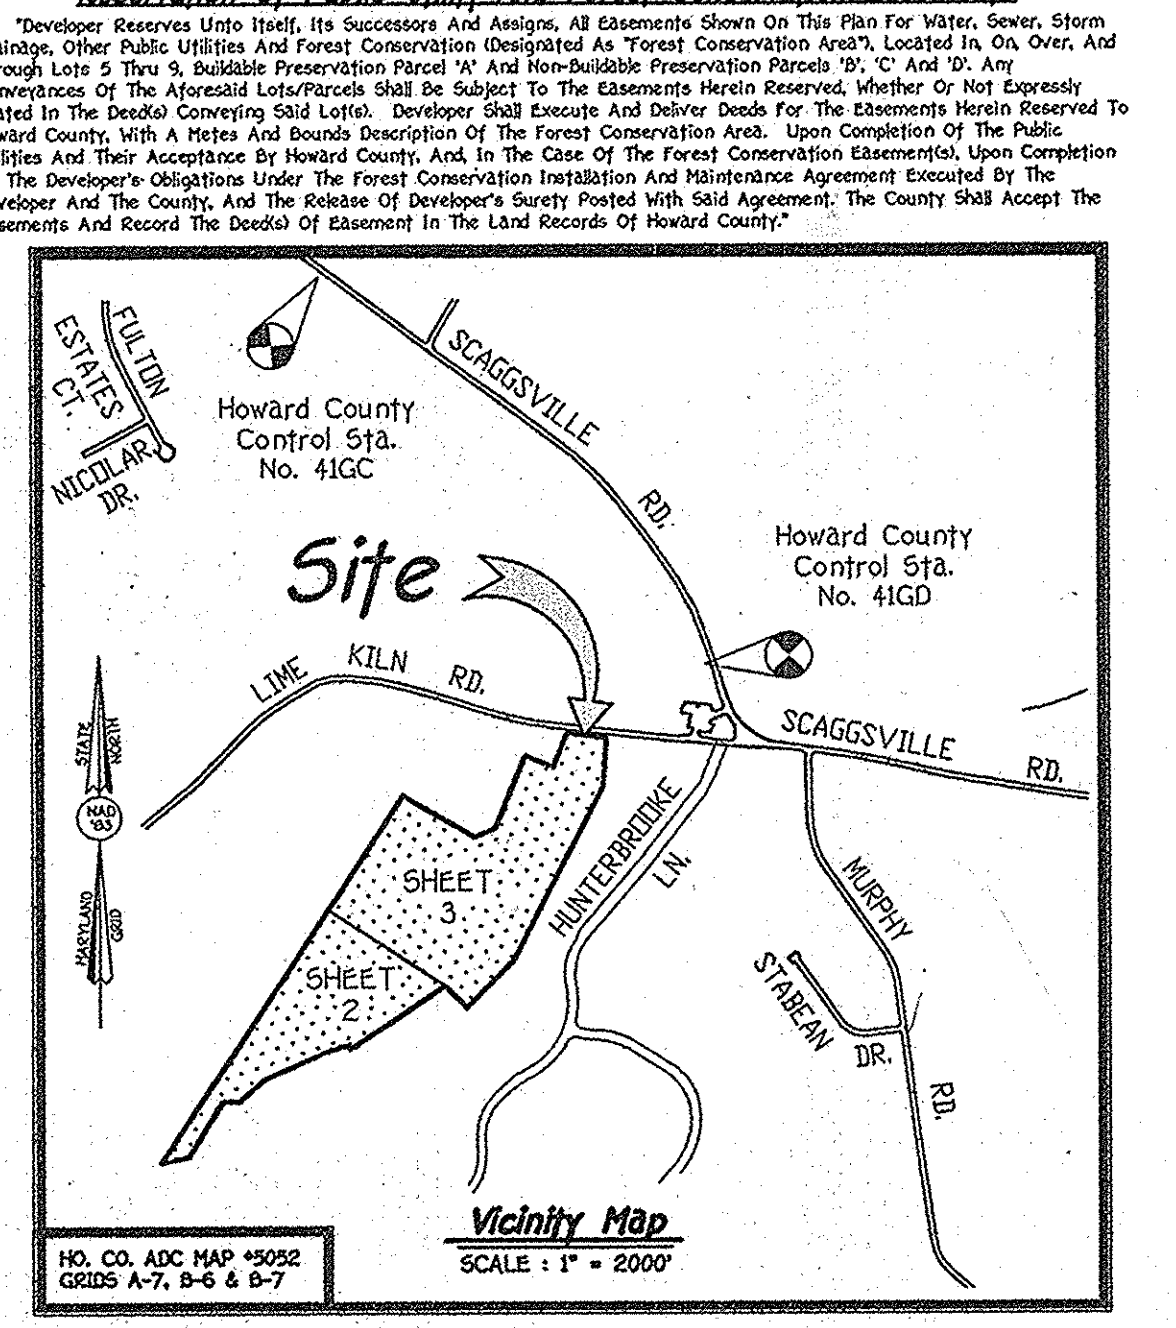 "Developer Reserves Unto Itself, Its Successors And Assigns, All Easements Shown On This Plan For Water, Sewer, Storm
ainage, Other Public Utilities And Forest Conservation (Designated As "Forest Conservation Area"), Located In, On, Over, And
rough Lots 5 Thru 9, Buildable Preservation Parcel 'A' And Non-Buildable Preservation Parcels 'B', 'C' And 'D'. Any
nveyances Of The Aforesaid Lots/Parcels Shall Be Subject To The Easements Herein Reserved, Whether Or Not Expressly
ated In The Deed(s) Conveying Said Lot(s). Developer Shall Execute And Deliver Deeds For The Easements Herein Reserved To
ward County, With A Metes And Bounds Description Of The Forest Conservation Area. Upon Completion Of The Public
lities And Their Acceptance By Howard County, And, In The Case Of The Forest Conservation Easement(s), Upon Completion
The Developer's Obligations Under The Forest Conservation Installation And Maintenance Agreement Executed By The
veloper And The County, And The Release Of Developer's Surety Posted With Said Agreement. The County Shall Accept The
sements And Record The Deed(s) Of Easement In The Land Records Of Howard County."
FULTON
ESTATES
CT.
NICOLAR
DR.
SCAGGSVILLE
RD.
Howard County
Control Sta.
No. 41GC
Howard County
Control Sta.
No. 41GD
Site
LIME KILN RD.
SCAGGSVILLE RD.
STATE NORTH
NAD
'83
MARYLAND GRID
SHEET
3
SHEET
2
HUNTERBROOKE
LN.
MURPHY
RD.
STABEAN
DR.
Vicinity Map
SCALE : 1" = 2000'
HO. CO. ADC MAP #5052
GRIDS A-7, B-6 & B-7